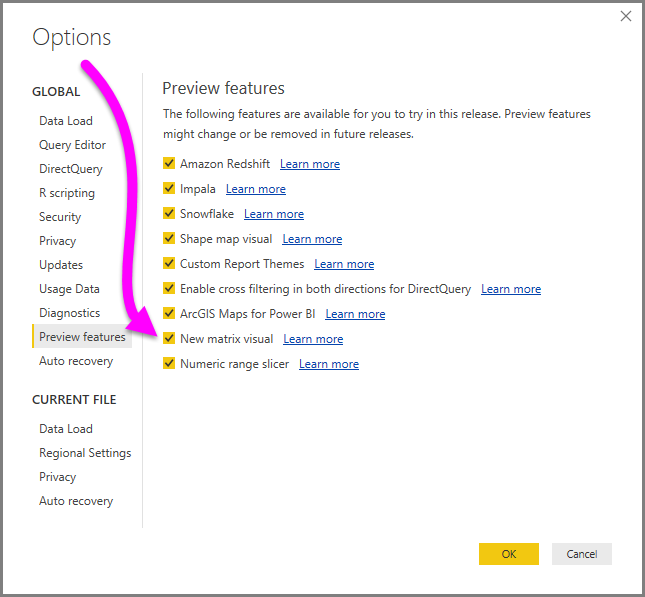 Options
GLOBAL
Data Load
Query Editor
DirectQuery
R scripting
Security
Privacy
Updates
Usage Data
Diagnostics
Preview features
Auto recovery
CURRENT FILE
Data Load
Regional Settings
Privacy
Auto recovery
Preview features
The following features are available for you to try in this release. Preview features
might change or be removed in future releases.
Amazon Redshift Learn more
Impala Learn more
Snowflake Learn more
Shape map visual Learn more
Custom Report Themes Learn more
Enable cross filtering in both directions for DirectQuery Learn more
ArcGIS Maps for Power BI Learn more
New matrix visual Learn more
Numeric range slicer Learn more
OK Cancel